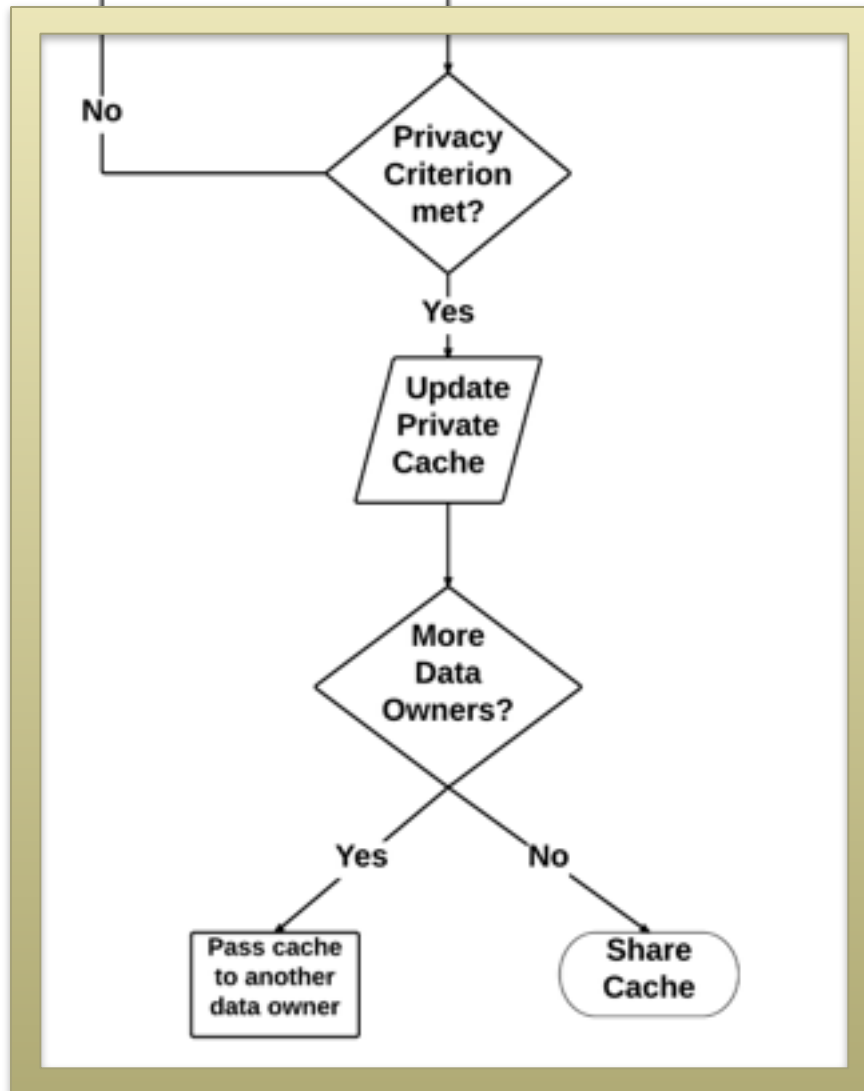 No
Privacy
Criterion
met?
Yes
Update
Private
Cache
More
Data
Owners?
Yes
No
Pass cache
to another
data owner
Share
Cache